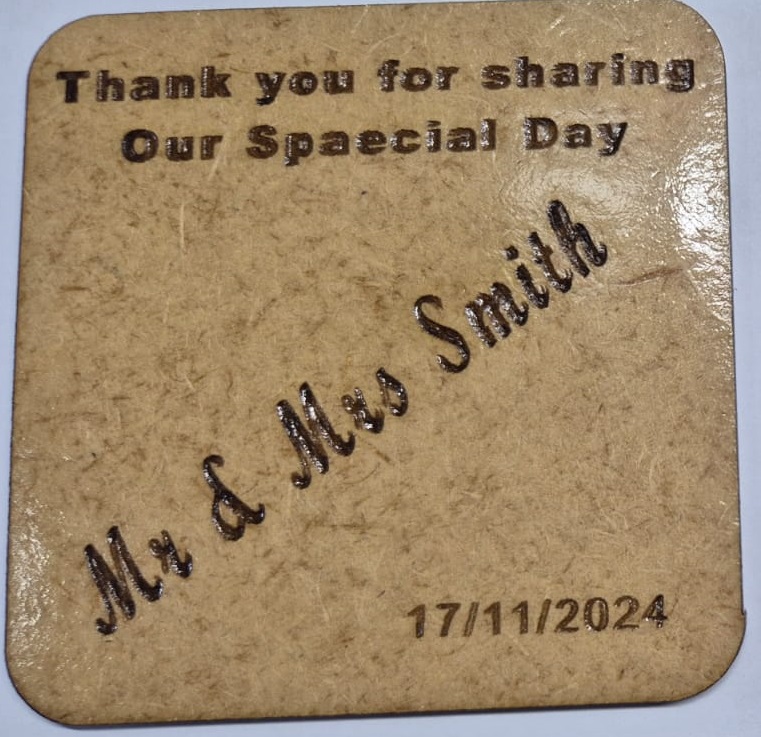 Thank you for sharing
Our Spaecial Day
Mr & Mrs Smith
17/11/2024